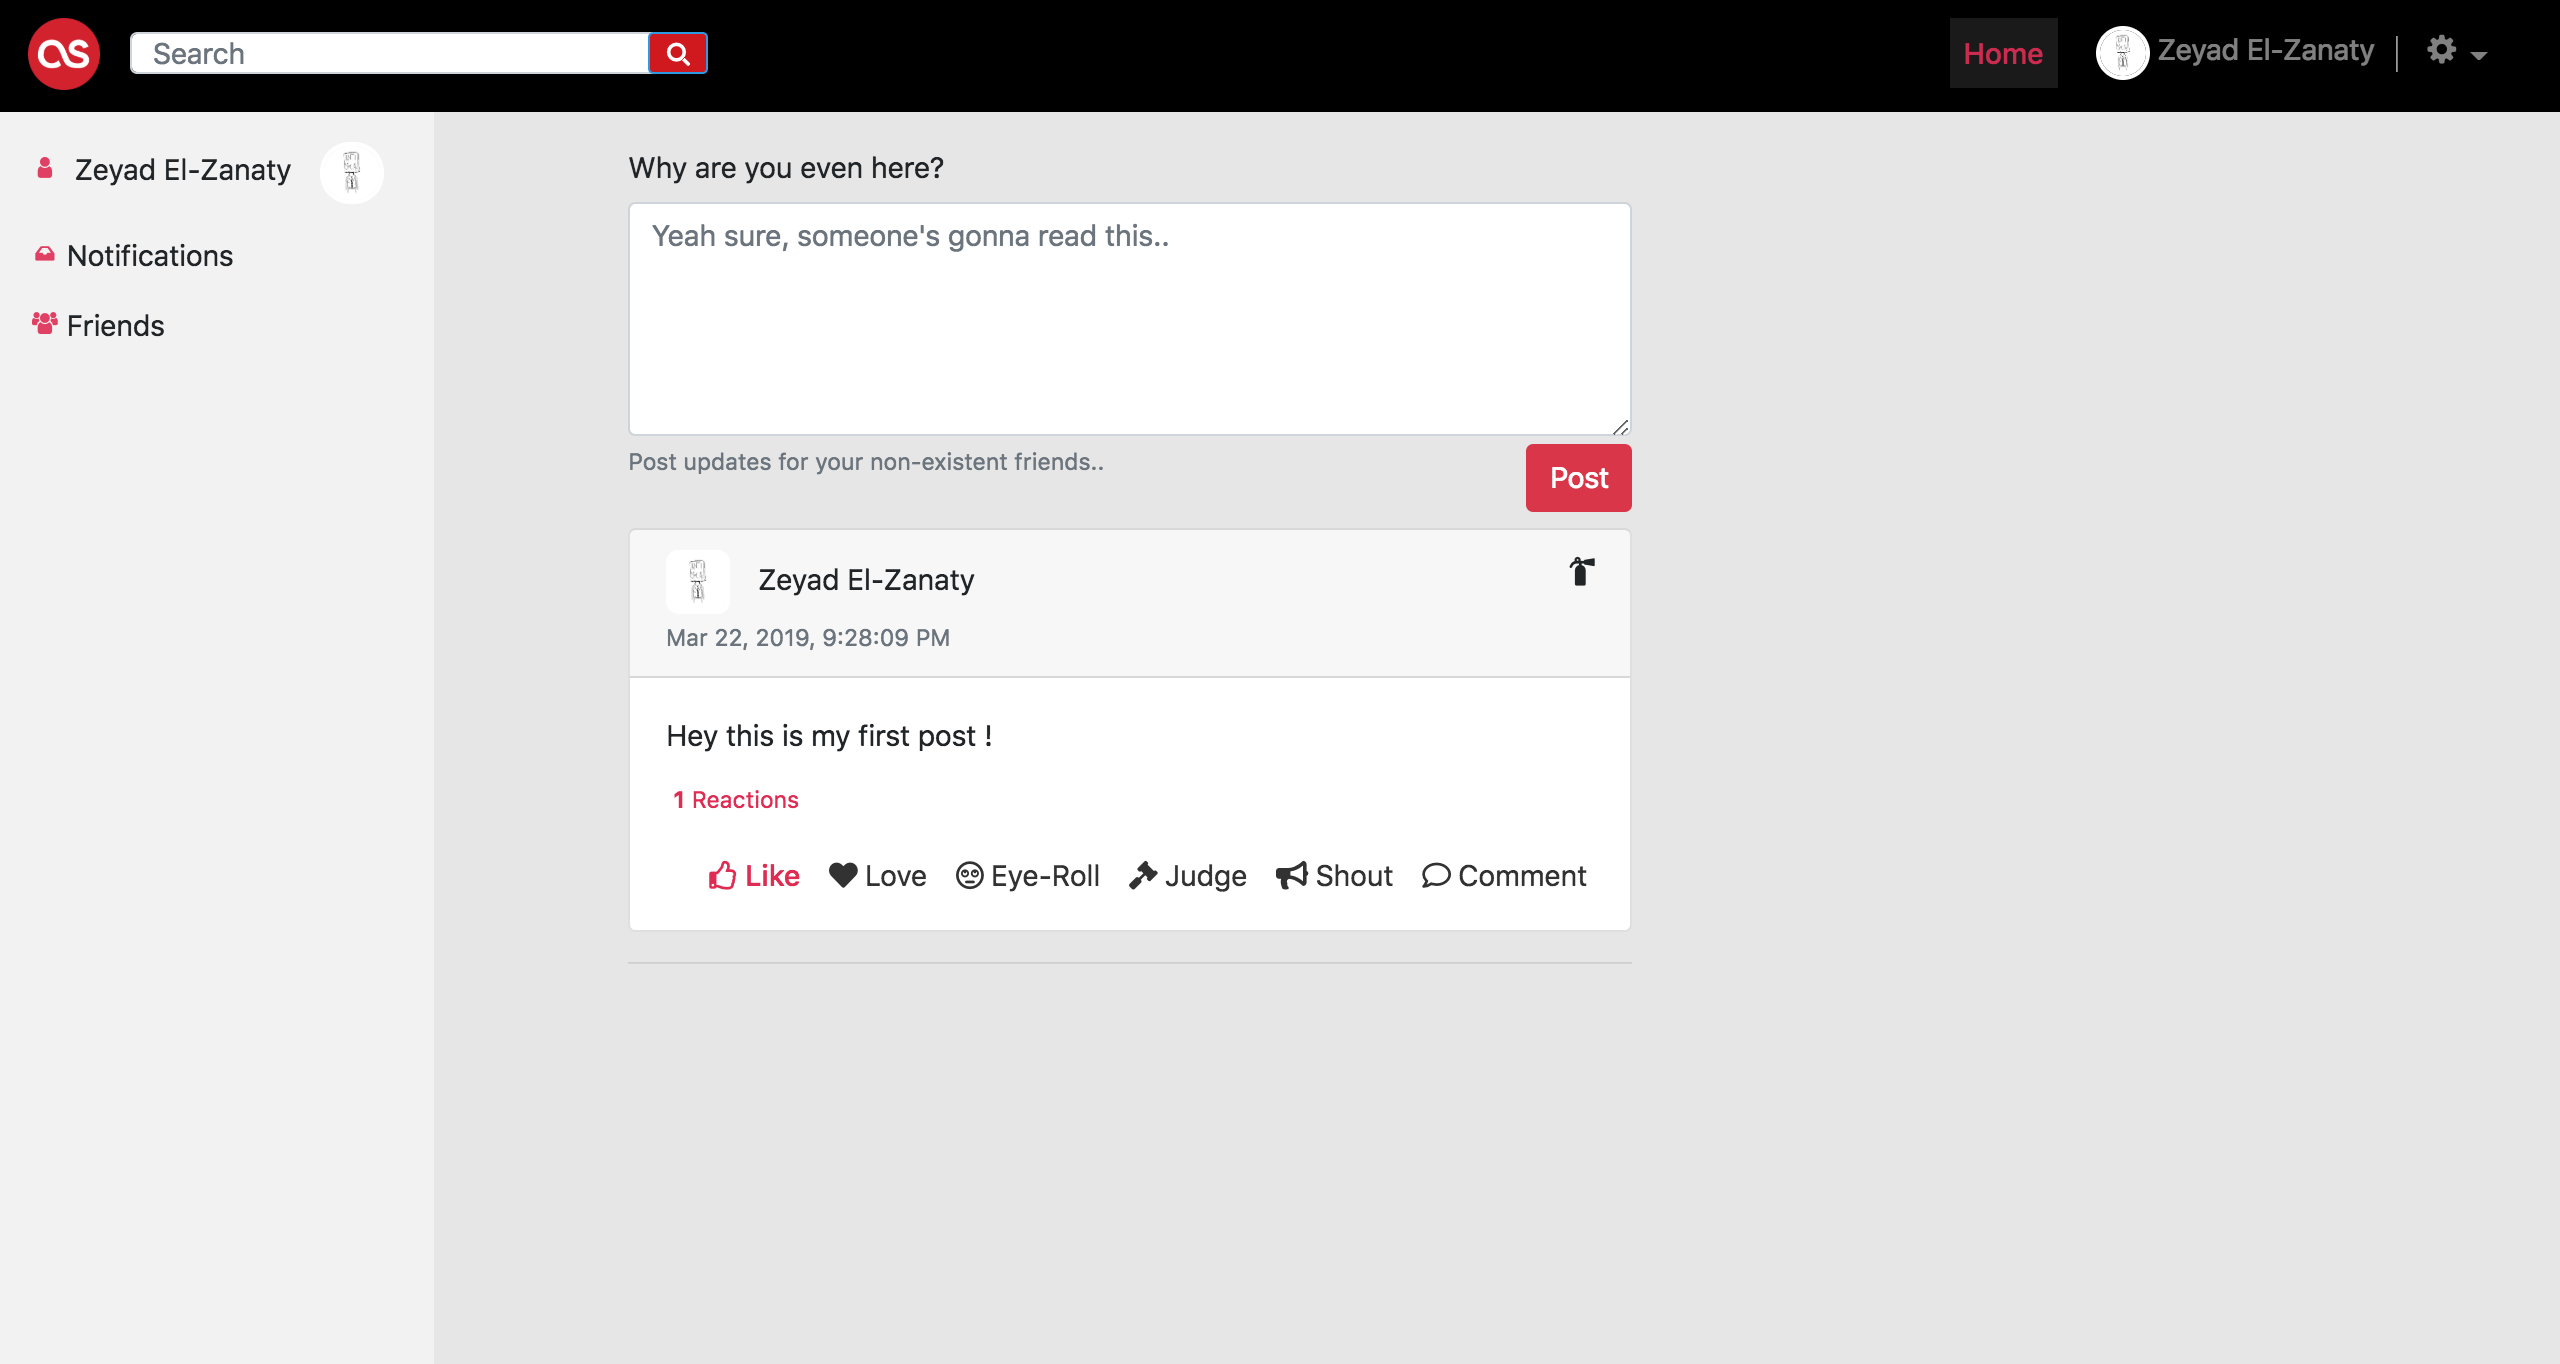 as
Search
Home
Zeyad El-Zanaty
Zeyad El-Zanaty
Notifications
Friends
Why are you even here?
Yeah sure, someone's gonna read this..
Post updates for your non-existent friends..
Post
Zeyad El-Zanaty
Mar 22, 2019, 9:28:09 PM
Hey this is my first post !
1 Reactions
Like Love Eye-Roll Judge Shout Comment